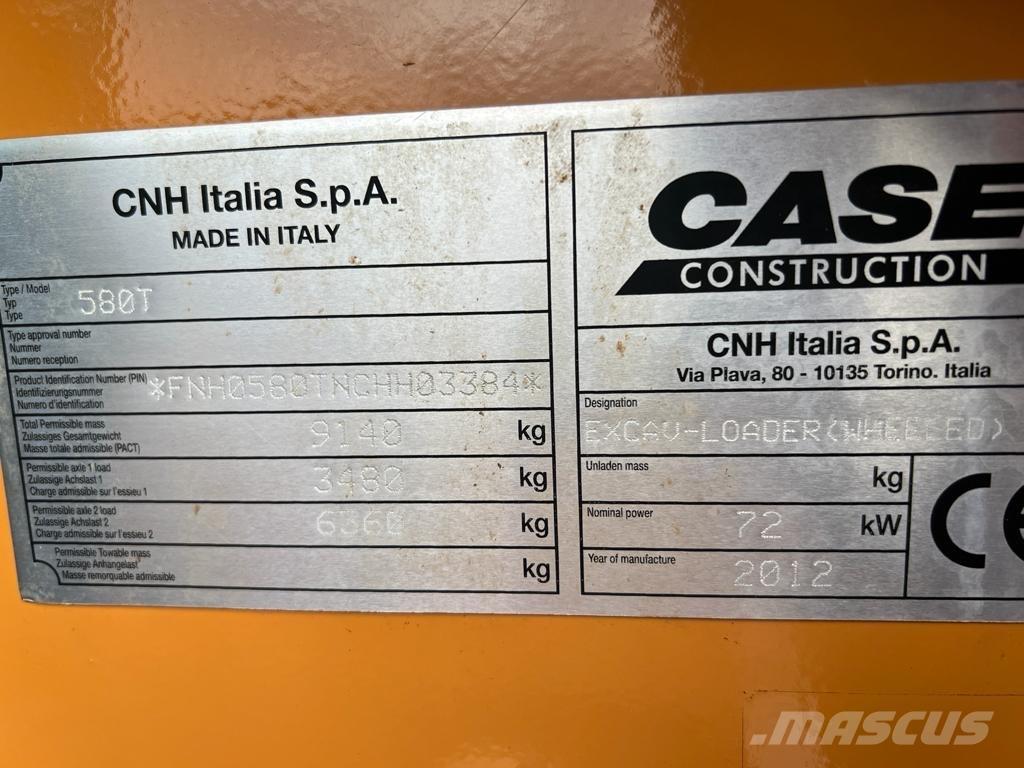 CNH Italia S.p.A.
MADE IN ITALY
Type / Model
Typ
Type
580T
Type approval number
Nummer
Numero reception
Product Identification Number (PIN)
Identifizierungsnummer
Numero d'identification
*FNH0580TNCHH03384*
Total Permissible mass
Zulassiges Gesamtgewicht
Masse totale admissible (PACT)
9140 kg
Permissible axle 1 load
Zulassige Achslast 1
Charge admissible sur l'essieu 1
3480 kg
Permissible axle 2 load
Zulassige Achslast 2
Charge admissible sur l'essieu 2
6360 kg
Permissible Towable mass
Zulassige Anhangelast
Masse remorquable admissible
kg
CASE
CONSTRUCTION
CNH Italia S.p.A.
Via Plava, 80 - 10135 Torino. Italia
Designation
EXCAV-LOADER(WHEELED)
Unladen mass
kg
Nominal power
72 kW
Year of manufacture
2012
CE
.MASCUS